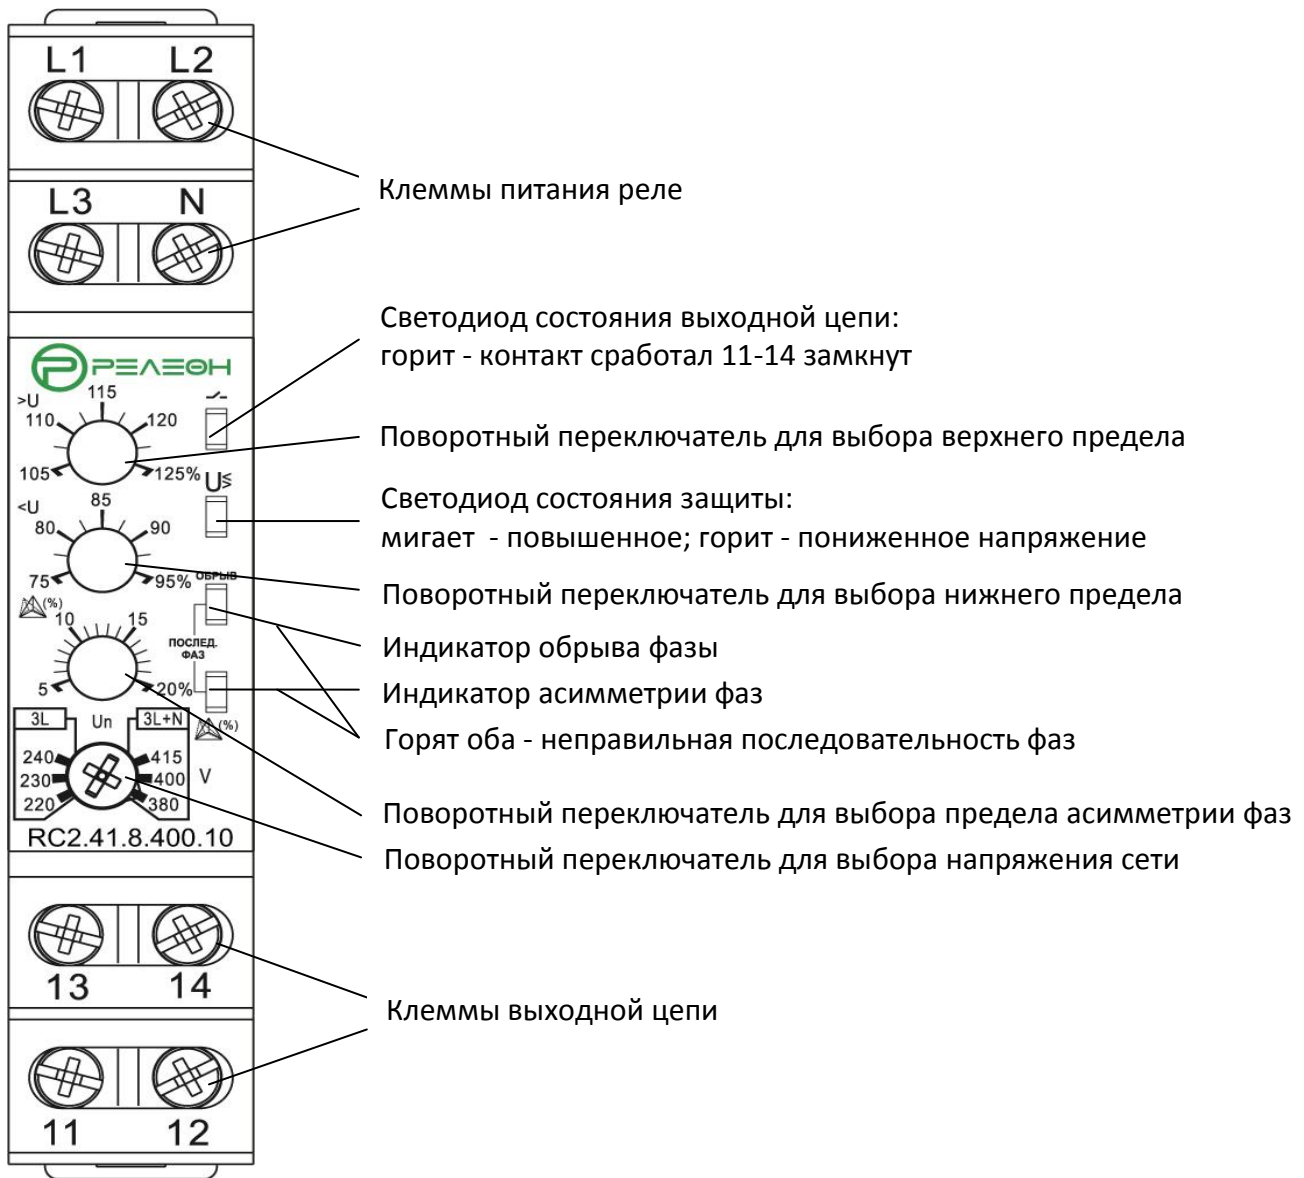 L1 L2
L3 N
Клеммы питания реле
Светодиод состояния выходной цепи:
горит - контакт сработал 11-14 замкнут
РЕЛЕОН
>U 115
110 120
105 125%
Поворотный переключатель для выбора верхнего предела
U≶
Светодиод состояния защиты:
мигает - повышенное; горит - пониженное напряжение
<U 85
80 90
75 95%
ОБРЫВ
Поворотный переключатель для выбора нижнего предела
(%)
10 15
5 20%
ПОСЛЕД.
ФАЗ
Индикатор обрыва фазы
Индикатор асимметрии фаз
Горят оба - неправильная последовательность фаз
(%)
3L Un 3L+N
240 415
230 400 V
220 380
Поворотный переключатель для выбора предела асимметрии фаз
RC2.41.8.400.10
Поворотный переключатель для выбора напряжения сети
13 14
Клеммы выходной цепи
11 12